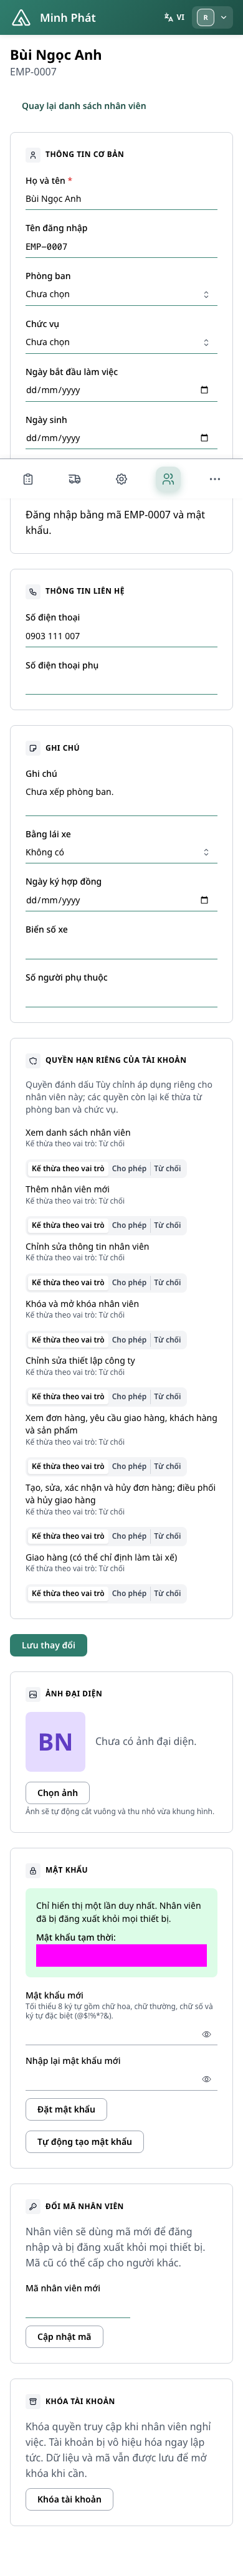 Minh Phát
VI
R
Bùi Ngọc Anh
EMP-0007
Quay lại danh sách nhân viên
THÔNG TIN CƠ BẢN
Họ và tên *
Bùi Ngọc Anh
Tên đăng nhập
EMP-0007
Phòng ban
Chưa chọn
Chức vụ
Chưa chọn
Ngày bắt đầu làm việc
dd/mm/yyyy
Ngày sinh
dd/mm/yyyy
Đăng nhập bằng mã EMP-0007 và mật
khẩu.
THÔNG TIN LIÊN HỆ
Số điện thoại
0903 111 007
Số điện thoại phụ
GHI CHÚ
Ghi chú
Chưa xếp phòng ban.
Bằng lái xe
Không có
Ngày ký hợp đồng
dd/mm/yyyy
Biển số xe
Số người phụ thuộc
QUYỀN HẠN RIÊNG CỦA TÀI KHOẢN
Quyền đánh dấu Tùy chỉnh áp dụng riêng cho
nhân viên này; các quyền còn lại kế thừa từ
phòng ban và chức vụ.
Xem danh sách nhân viên
Kế thừa theo vai trò: Từ chối
Kế thừa theo vai trò Cho phép Từ chối
Thêm nhân viên mới
Kế thừa theo vai trò: Từ chối
Kế thừa theo vai trò Cho phép Từ chối
Chỉnh sửa thông tin nhân viên
Kế thừa theo vai trò: Từ chối
Kế thừa theo vai trò Cho phép Từ chối
Khóa và mở khóa nhân viên
Kế thừa theo vai trò: Từ chối
Kế thừa theo vai trò Cho phép Từ chối
Chỉnh sửa thiết lập công ty
Kế thừa theo vai trò: Từ chối
Kế thừa theo vai trò Cho phép Từ chối
Xem đơn hàng, yêu cầu giao hàng, khách hàng
và sản phẩm
Kế thừa theo vai trò: Từ chối
Kế thừa theo vai trò Cho phép Từ chối
Tạo, sửa, xác nhận và hủy đơn hàng; điều phối
và hủy giao hàng
Kế thừa theo vai trò: Từ chối
Kế thừa theo vai trò Cho phép Từ chối
Giao hàng (có thể chỉ định làm tài xế)
Kế thừa theo vai trò: Từ chối
Kế thừa theo vai trò Cho phép Từ chối
Lưu thay đổi
ẢNH ĐẠI DIỆN
BN
Chưa có ảnh đại diện.
Chọn ảnh
Ảnh sẽ tự động cắt vuông và thu nhỏ vừa khung hình.
MẬT KHẨU
Chỉ hiển thị một lần duy nhất. Nhân viên
đã bị đăng xuất khỏi mọi thiết bị.
Mật khẩu tạm thời:
Mật khẩu mới
Tối thiểu 8 ký tự gồm chữ hoa, chữ thường, chữ số và
ký tự đặc biệt (@$!%*?&).
Nhập lại mật khẩu mới
Đặt mật khẩu
Tự động tạo mật khẩu
ĐỔI MÃ NHÂN VIÊN
Nhân viên sẽ dùng mã mới để đăng
nhập và bị đăng xuất khỏi mọi thiết bị.
Mã cũ có thể cấp cho người khác.
Mã nhân viên mới
Cập nhật mã
KHÓA TÀI KHOẢN
Khóa quyền truy cập khi nhân viên nghỉ
việc. Tài khoản bị vô hiệu hóa ngay lập
tức. Dữ liệu và mã vẫn được lưu để mở
khóa khi cần.
Khóa tài khoản